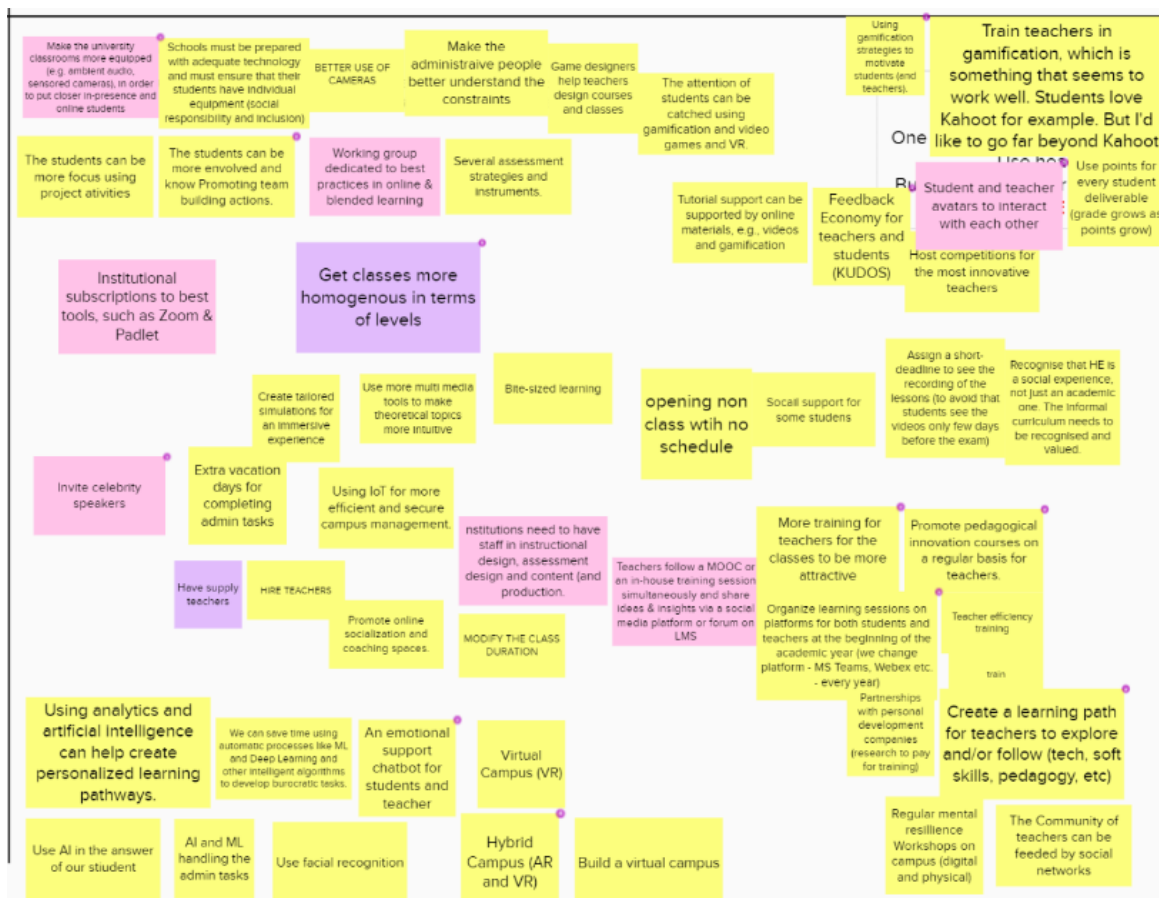 Make the university
classrooms more equipped
(e.g. ambient audio,
sensored cameras), in order
to put closer in-presence and
online students
Schools must be prepared
with adequate technology
and must ensure that their
students have individual
equipment (social
responsibility and inclusion)
BETTER USE OF
CAMERAS
Make the
administraive people
better understand the
constraints
Game designers
help teachers
design courses
and classes
The attention of
students can be
catched using
gamification and video
games and VR.
Using
gamification
strategies to
motivate
students (and
teachers).
Train teachers in
gamification, which is
something that seems to
work well. Students love
Kahoot for example. But I'd
like to go far beyond Kahoot
One
Bu
The students can be
more focus using
project ativities
The students can be
more envolved and
know Promoting team
building actions.
Working group
dedicated to best
practices in online &
blended learning
Several assessment
strategies and
instruments.
Tutorial support can be
supported by online
materials, e.g., videos
and gamification
Feedback
Economy for
teachers and
students
(KUDOS)
Student and teacher
avatars to interact
with each other
Use points for
every student
deliverable
(grade grows as
points grow)
Host competitions for
the most innovative
teachers
Institutional
subscriptions to best
tools, such as Zoom &
Padlet
Get classes more
homogenous in terms
of levels
Create tailored
simulations for
an immersive
experience
Use more multi media
tools to make
theoretical topics
more intuitive
Bite-sized learning
opening non
class wtih no
schedule
Socail support for
some studens
Assign a short-
deadline to see the
recording of the
lessons (to avoid that
students see the
videos only few days
before the exam)
Recognise that HE is
a social experience,
not just an academic
one. The informal
curriculum needs to
be recognised and
valued.
Invite celebrity
speakers
Extra vacation
days for
completing
admin tasks
Using IoT for more
efficient and secure
campus management.
nstitutions need to have
staff in instructional
design, assessment
design and content (and
production.
Teachers follow a MOOC or
an in-house training session
simultaneously and share
ideas & insights via a social
media platform or forum on
LMS
More training for
teachers for the
classes to be more
attractive
Promote pedagogical
innovation courses on
a regular basis for
teachers.
Have supply
teachers
HIRE TEACHERS
Promote online
socialization and
coaching spaces.
MODIFY THE CLASS
DURATION
Organize learning sessions on
platforms for both students and
teachers at the beginning of the
academic year (we change
platform - MS Teams, Webex etc.
- every year)
Teacher efficiency
training
train
Partnerships
with personal
development
companies
(research to pay
for training)
Create a learning path
for teachers to explore
and/or follow (tech, soft
skills, pedagogy, etc)
Using analytics and
artificial intelligence
can help create
personalized learning
pathways.
We can save time using
automatic processes like ML
and Deep Learning and
other intelligent algorithms
to develop burocratic tasks.
An emotional
support
chatbot for
students and
teacher
Virtual
Campus (VR)
Use AI in the answer
of our stiudent
AI and ML
handling the
admin tasks
Use facial recognition
Hybrid
Campus (AR
and VR)
Build a virtual campus
Regular mental
resillience
Workshops on
campus (digital
and physical)
The Community of
teachers can be
feeded by social
networks